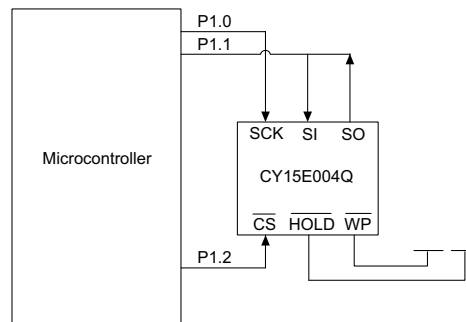 P1.0
P1.1
SCK SI SO
Microcontroller
CY15E004Q
CS HOLD WP
P1.2